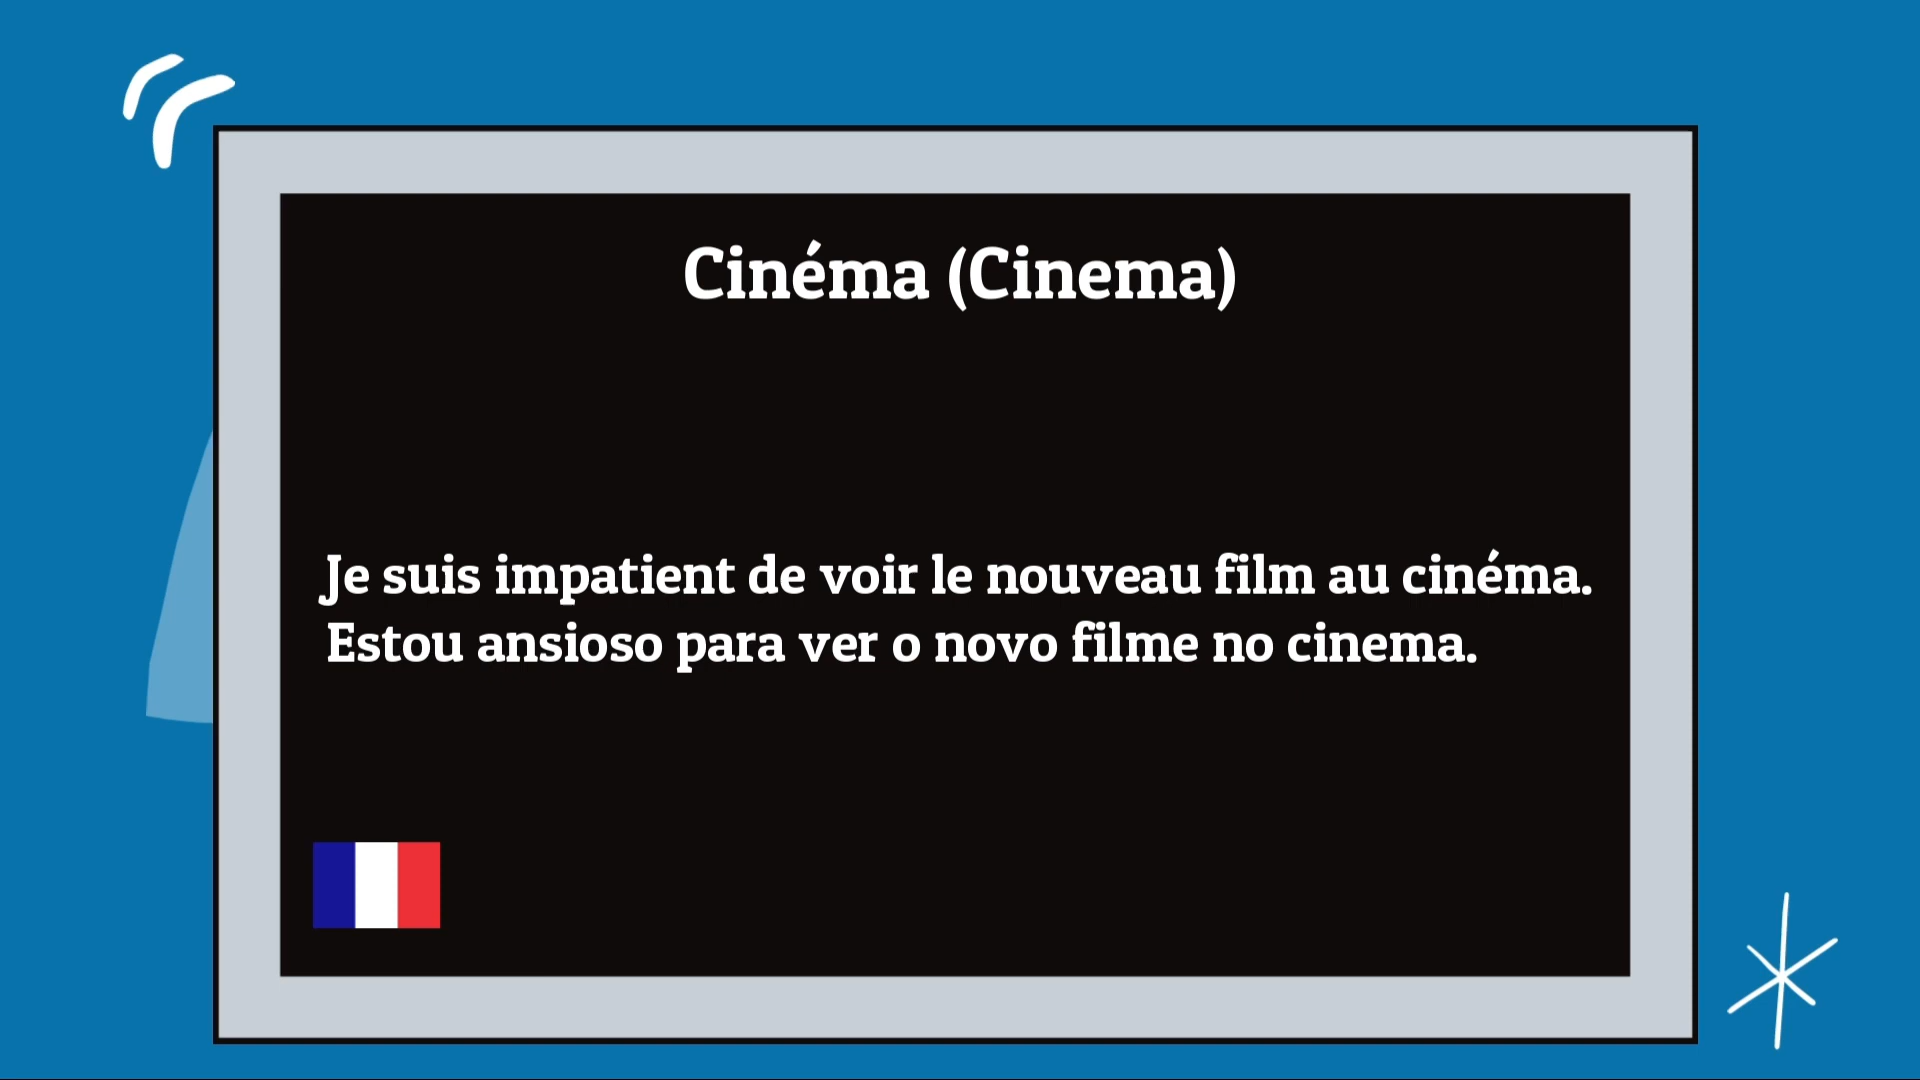 Cinéma (Cinema)
Je suis impatient de voir le nouveau film au cinéma.
Estou ansioso para ver o novo filme no cinema.